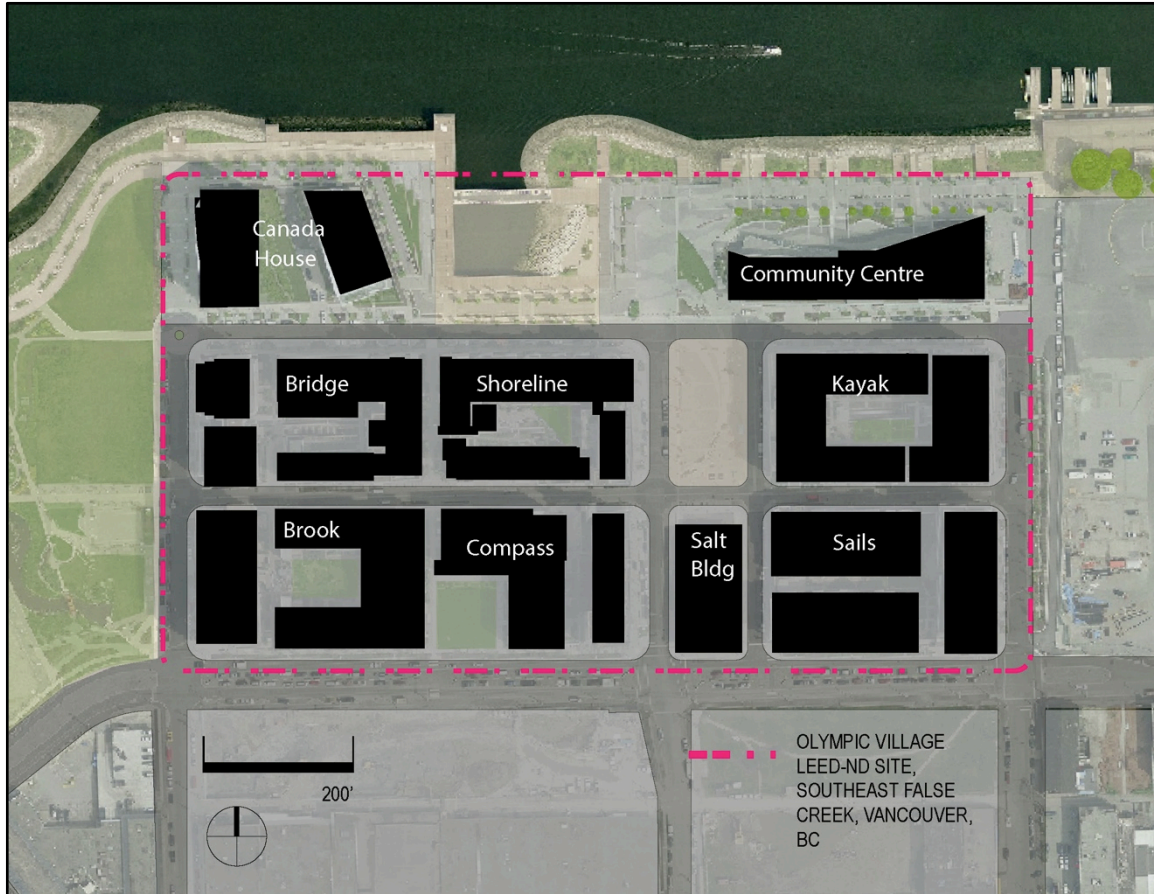 Canada
House
Community Centre
Bridge
Shoreline
Kayak
Brook
Compass
Salt
Bldg
Sails
200'
OLYMPIC VILLAGE
LEED-ND SITE,
SOUTHEAST FALSE
CREEK, VANCOUVER,
BC